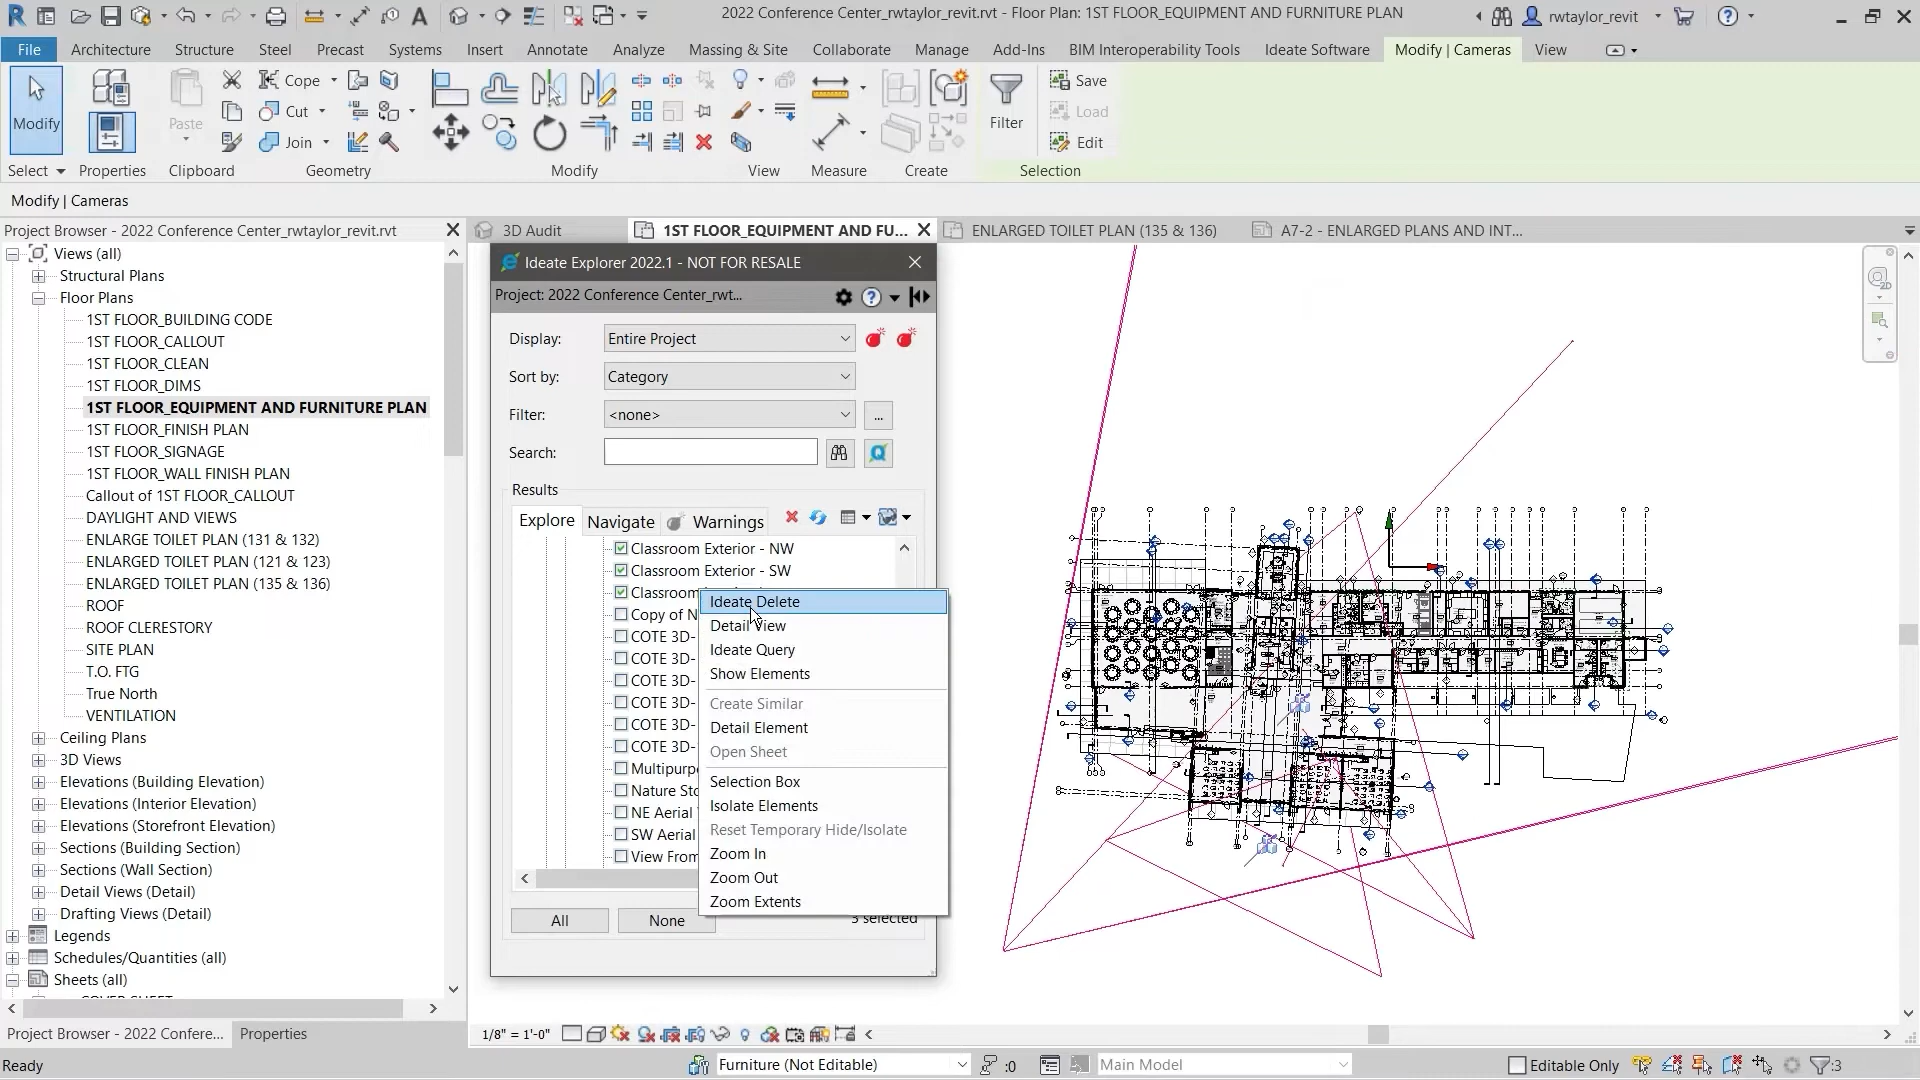 2022 Conference Center_rwtaylor_revit.rvt - Floor Plan: 1ST FLOOR_EQUIPMENT AND FURNITURE PLAN
rwtaylor_revit
File Architecture Structure Steel Precast Systems Insert Annotate Analyze Massing & Site Collaborate Manage Add-Ins BIM Interoperability Tools Ideate Software Modify | Cameras View
Modify
Paste
Cope
Cut
Join
Filter
Save
Load
Edit
Select Properties Clipboard Geometry Modify View Measure Create Selection
Modify | Cameras
Project Browser - 2022 Conference Center_rwtaylor_revit.rvt
Views (all)
Structural Plans
Floor Plans
1ST FLOOR_BUILDING CODE
1ST FLOOR_CALLOUT
1ST FLOOR_CLEAN
1ST FLOOR_DIMS
1ST FLOOR_EQUIPMENT AND FURNITURE PLAN
1ST FLOOR_FINISH PLAN
1ST FLOOR_SIGNAGE
1ST FLOOR_WALL FINISH PLAN
Callout of 1ST FLOOR_CALLOUT
DAYLIGHT AND VIEWS
ENLARGE TOILET PLAN (131 & 132)
ENLARGED TOILET PLAN (121 & 123)
ENLARGED TOILET PLAN (135 & 136)
ROOF
ROOF CLERESTORY
SITE PLAN
T.O. FTG
True North
VENTILATION
Ceiling Plans
3D Views
Elevations (Building Elevation)
Elevations (Interior Elevation)
Elevations (Storefront Elevation)
Sections (Building Section)
Sections (Wall Section)
Detail Views (Detail)
Drafting Views (Detail)
Legends
Schedules/Quantities (all)
Sheets (all)
Project Browser - 2022 Confere... Properties
3D Audit 1ST FLOOR_EQUIPMENT AND FU... ENLARGED TOILET PLAN (135 & 136) A7-2 - ENLARGED PLANS AND INT...
Ideate Explorer 2022.1 - NOT FOR RESALE
Project: 2022 Conference Center_rwt...
Display: Entire Project
Sort by: Category
Filter: <none> ...
Search:
Results
Explore Navigate Warnings
Classroom Exterior - NW
Classroom Exterior - SW
Classroom
Copy of N
COTE 3D-
COTE 3D-
COTE 3D-
COTE 3D-
COTE 3D-
COTE 3D-
Multipurp
Nature Sto
NE Aerial
SW Aerial
View From
All None 3 selected
Ideate Delete
Detail View
Ideate Query
Show Elements
Create Similar
Detail Element
Open Sheet
Selection Box
Isolate Elements
Reset Temporary Hide/Isolate
Zoom In
Zoom Out
Zoom Extents
2D
1/8" = 1'-0"
Ready Furniture (Not Editable) :0 Main Model Editable Only :3